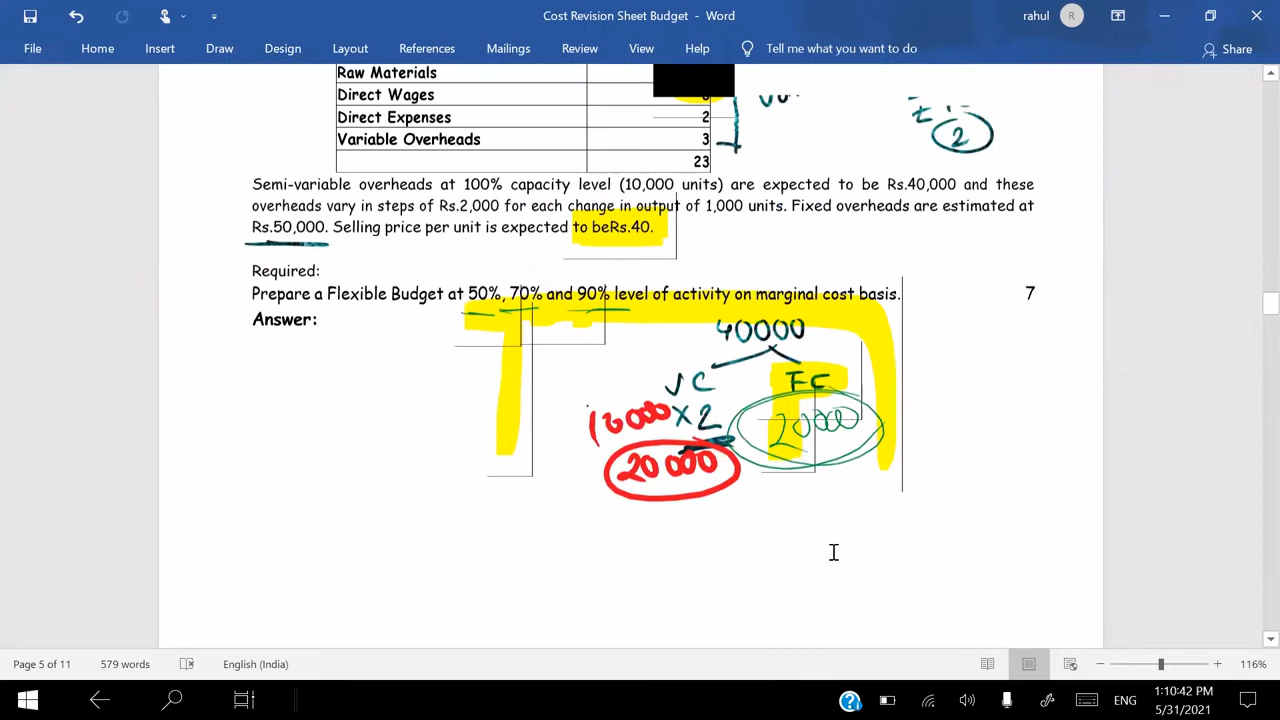 Cost Revision Sheet Budget - Word
rahul
R
File Home Insert Draw Design Layout References Mailings Review View Help Tell me what you want to do Share
Raw Materials
Direct Wages
Direct Expenses 2
Variable Overheads 3
2
23
Semi-variable overheads at 100% capacity level (10,000 units) are expected to be Rs.40,000 and these
overheads vary in steps of Rs.2,000 for each change in output of 1,000 units. Fixed overheads are estimated at
Rs.50,000. Selling price per unit is expected to beRs.40.
Required:
Prepare a Flexible Budget at 50%, 70% and 90% level of activity on marginal cost basis. 7
Answer:
40000
VC FC
10000 x 2 20000
20000
Page 5 of 11 579 words English (India) 116%
ENG
1:10:42 PM
5/31/2021